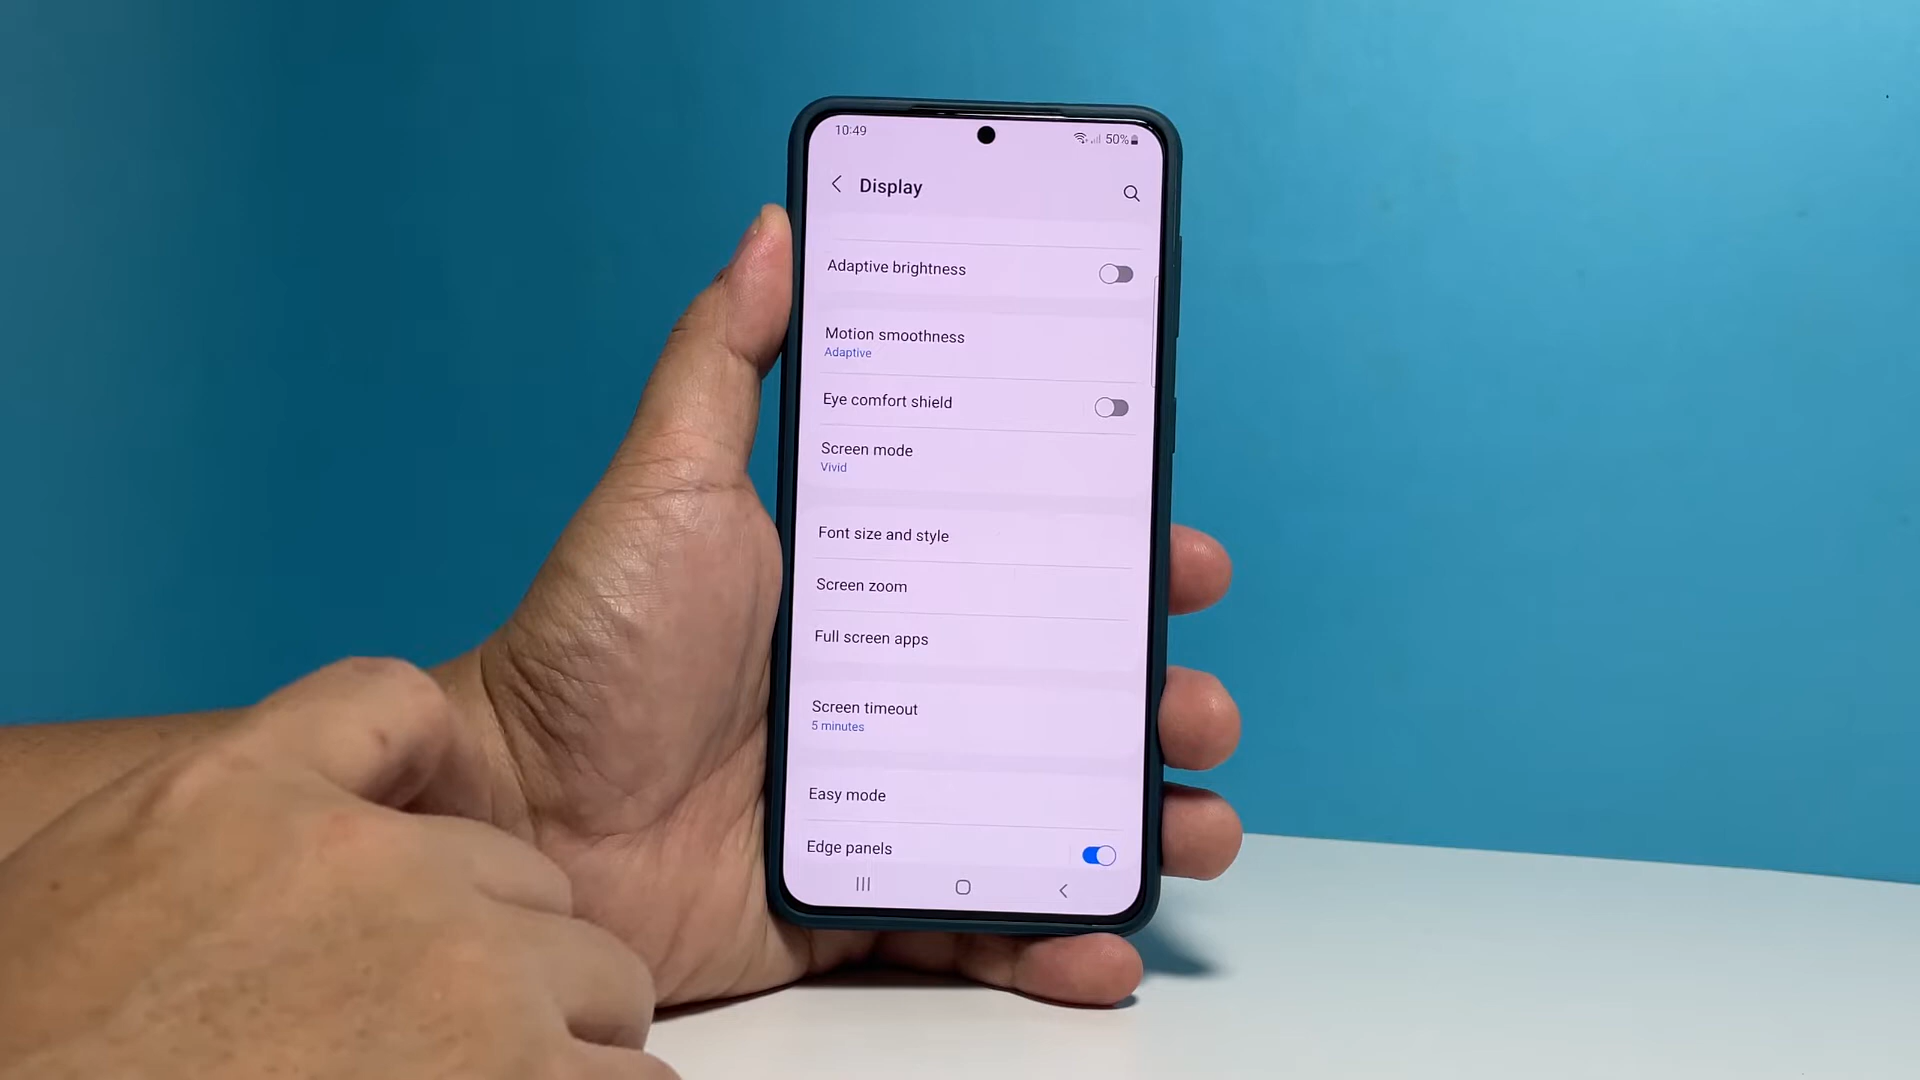 10:49
50%
Display
Adaptive brightness
Motion smoothness
Adaptive
Eye comfort shield
Screen mode
Vivid
Font size and style
Screen zoom
Full screen apps
Screen timeout
5 minutes
Easy mode
Edge panels